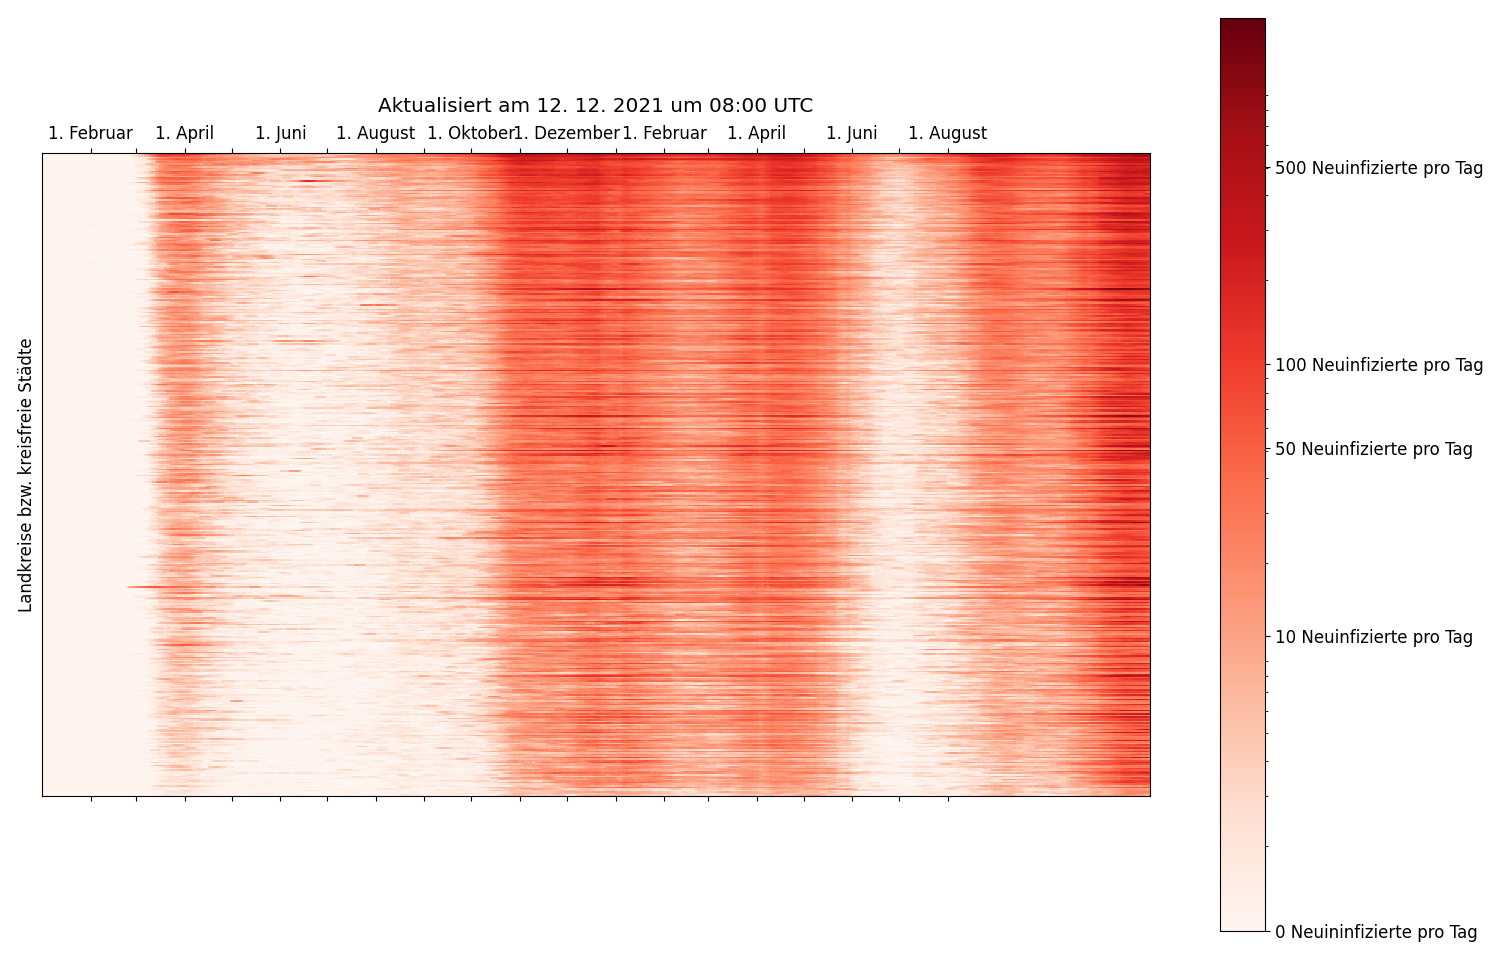 Aktualisiert am 12. 12. 2021 um 08:00 UTC
1. Februar 1. April 1. Juni 1. August 1. Oktober 1. Dezember 1. Februar 1. April 1. Juni 1. August
Landkreise bzw. kreisfreie Städte
500 Neuinfizierte pro Tag
100 Neuinfizierte pro Tag
50 Neuinfizierte pro Tag
10 Neuinfizierte pro Tag
0 Neuininfizierte pro Tag